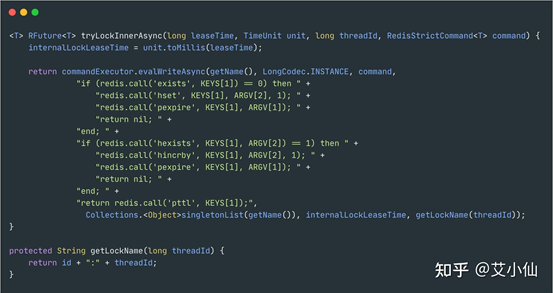 <T> RFuture<T> tryLockInnerAsync(long leaseTime, TimeUnit unit, long threadId, RedisStrictCommand<T> command) {
    internalLockLeaseTime = unit.toMillis(leaseTime);

    return commandExecutor.evalWriteAsync(getName(), LongCodec.INSTANCE, command,
            "if (redis.call('exists', KEYS[1]) == 0) then " +
                "redis.call('hset', KEYS[1], ARGV[2], 1); " +
                "redis.call('pexpire', KEYS[1], ARGV[1]); " +
                "return nil; " +
            "end; " +
            "if (redis.call('hexists', KEYS[1], ARGV[2]) == 1) then " +
                "redis.call('hincrby', KEYS[1], ARGV[2], 1); " +
                "redis.call('pexpire', KEYS[1], ARGV[1]); " +
                "return nil; " +
            "end; " +
            "return redis.call('pttl', KEYS[1]);",
              Collections.<Object>singletonList(getName()), internalLockLeaseTime, getLockName(threadId));
}

protected String getLockName(long threadId) {
    return id + ":" + threadId;
}
知乎 @艾小仙